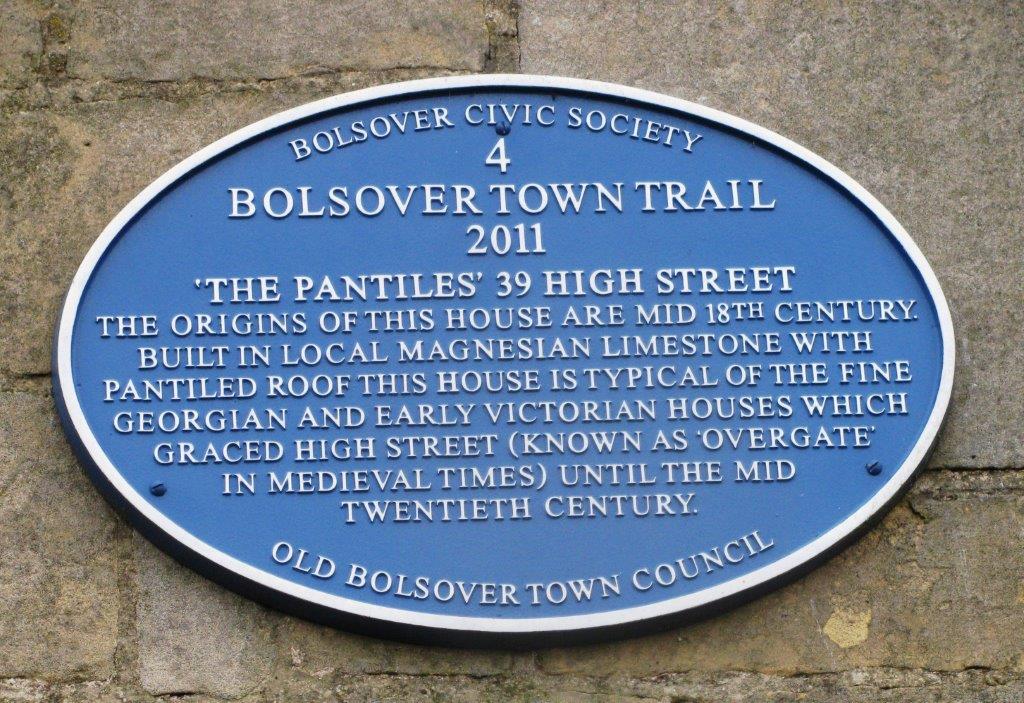 BOLSOVER CIVIC SOCIETY
4
BOLSOVER TOWN TRAIL
2011
'THE PANTILES' 39 HIGH STREET
THE ORIGINS OF THIS HOUSE ARE MID 18TH CENTURY.
BUILT IN LOCAL MAGNESIAN LIMESTONE WITH
PANTILED ROOF THIS HOUSE IS TYPICAL OF THE FINE
GEORGIAN AND EARLY VICTORIAN HOUSES WHICH
GRACED HIGH STREET (KNOWN AS 'OVERGATE'
IN MEDIEVAL TIMES) UNTIL THE MID
TWENTIETH CENTURY.
OLD BOLSOVER TOWN COUNCIL